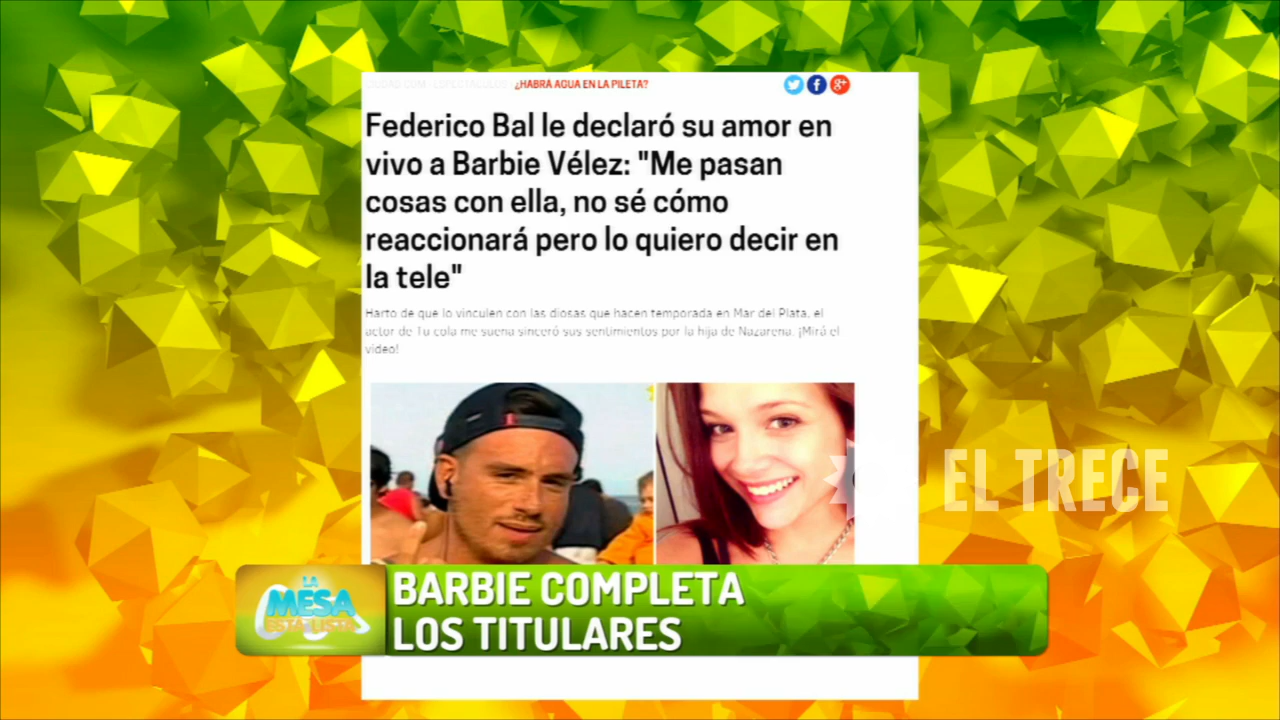 ¿HABRÁ AGUA EN LA PILETA?
Federico Bal le declaró su amor en
vivo a Barbie Vélez: "Me pasan
cosas con ella, no sé cómo
reaccionará pero lo quiero decir en
la tele"
Harto de que lo vinculen con las diosas que hacen temporada en Mar del Plata, el
actor de Tu cola me suena sinceró sus sentimientos por la hija de Nazarena. ¡Mirá el
video!
EL TRECE
LA
MESA
ESTÁ LISTA
BARBIE COMPLETA
LOS TITULARES